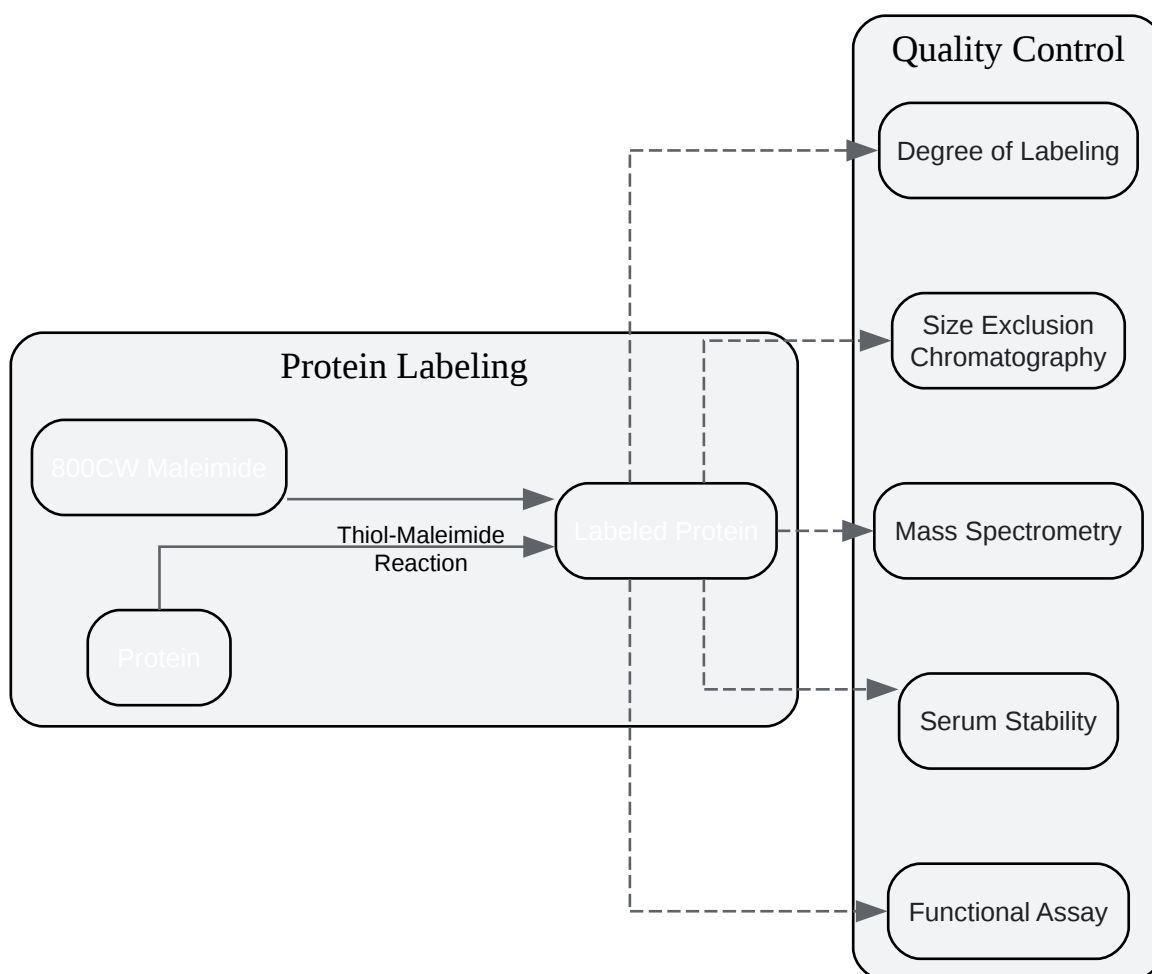 Quality Control
Degree of Labeling
Size Exclusion
Chromatography
Protein Labeling
800CW Maleimide
Thiol-Maleimide
Reaction
Labeled Protein
Mass Spectrometry
Protein
Serum Stability
Functional Assay